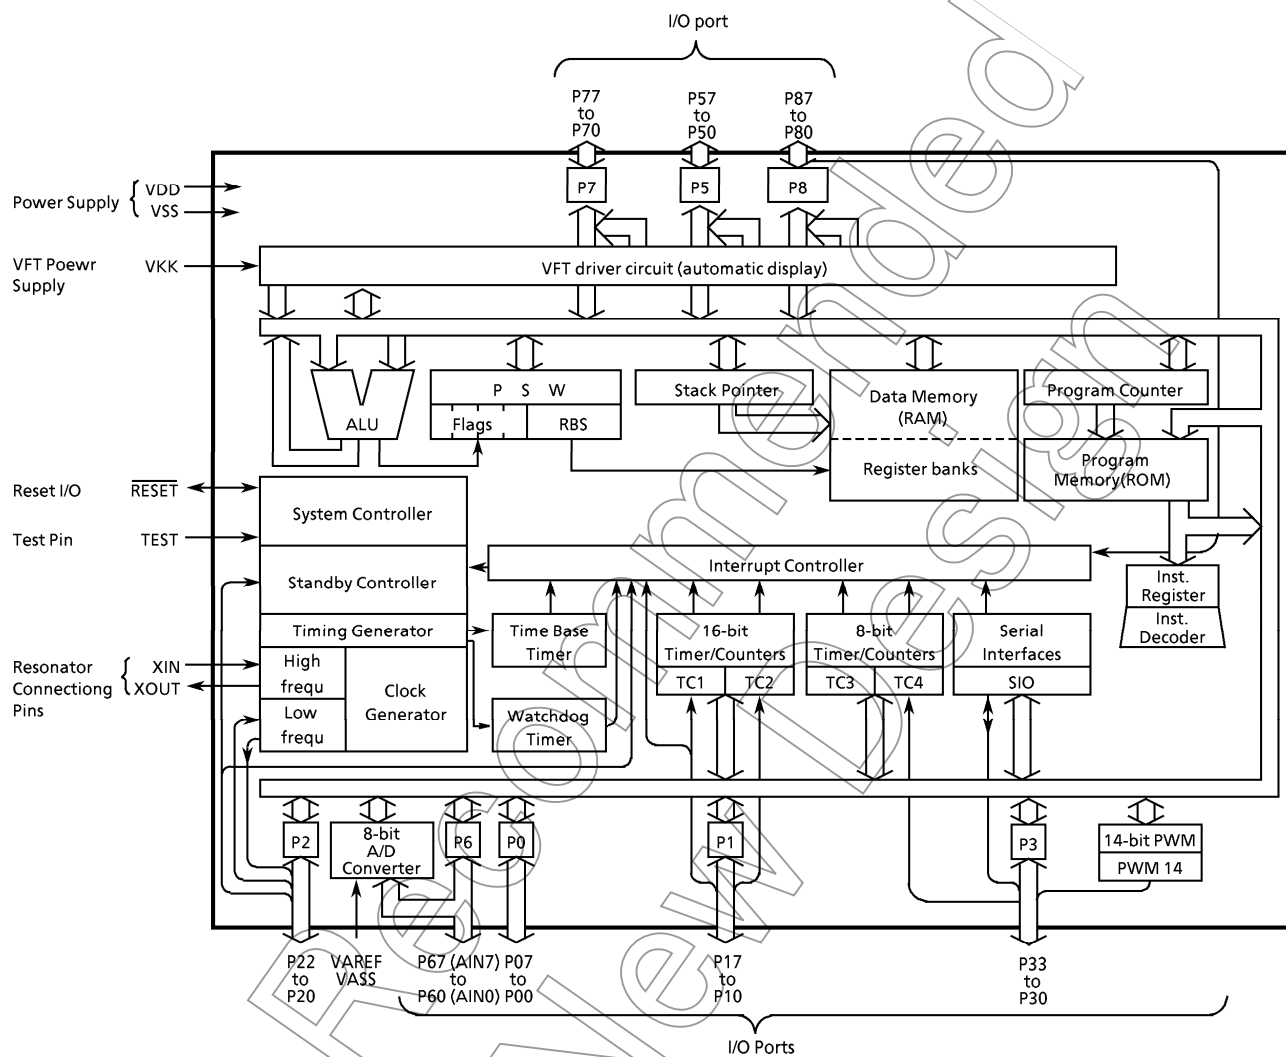 I/O port
P77
to
P70
P57
to
P50
P87
to
P80
P7
P5
P8
Power Supply
VDD
VSS
VFT Poewr
Supply
VKK
VFT driver circuit (automatic display)
P S W
Flags
RBS
ALU
Stack Pointer
Data Memory
(RAM)
Register banks
Program Counter
Program
Memory(ROM)
Reset I/O
RESET
Test Pin
TEST
System Controller
Standby Controller
Timing Generator
High
frequ
Low
frequ
Clock
Generator
Resonator
Connectiong
Pins
XIN
XOUT
Interrupt Controller
Inst.
Register
Inst.
Decoder
Time Base
Timer
Watchdog
Timer
16-bit
Timer/Counters
TC1
TC2
8-bit
Timer/Counters
TC3
TC4
Serial
Interfaces
SIO
P2
8-bit
A/D
Converter
P6
P0
P1
P3
14-bit PWM
PWM 14
P22
to
P20
VAREF
VASS
P67 (AIN7)
to
P60 (AIN0)
P07
to
P00
P17
to
P10
P33
to
P30
I/O Ports
Recommended
New Design